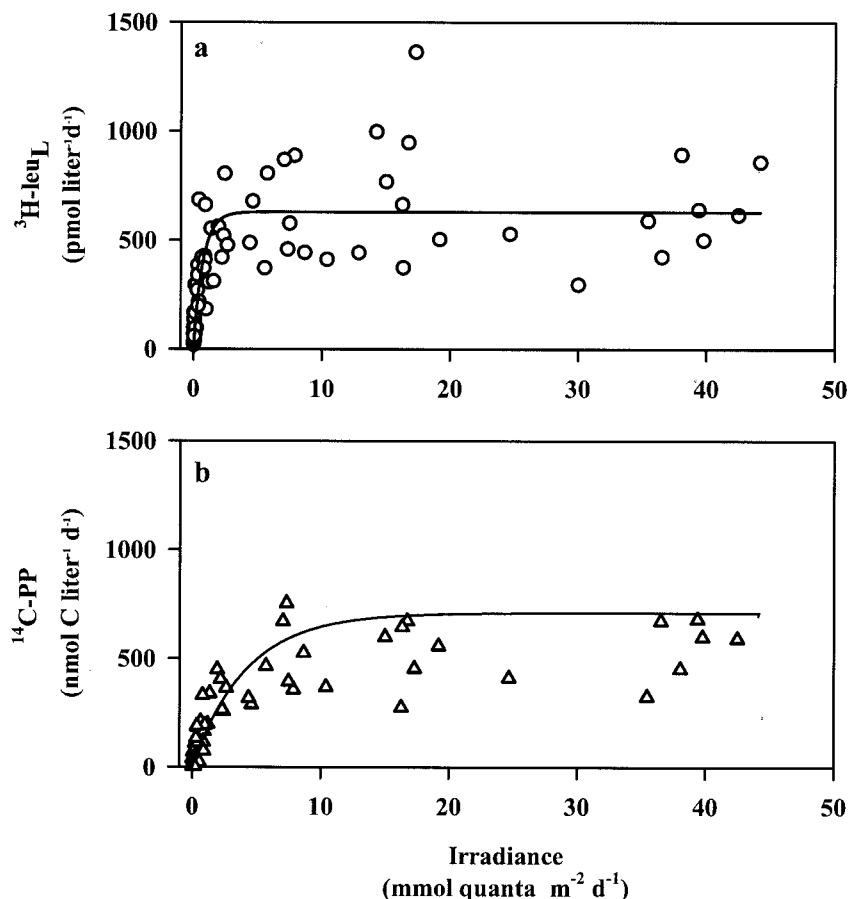 a
³H-leu_L
(pmol liter⁻¹d⁻¹)
1500
1000
500
0
0 10 20 30 40 50
b
¹⁴C-PP
(nmol C liter⁻¹ d⁻¹)
1500
1000
500
0
0 10 20 30 40 50
Irradiance
(mmol quanta m⁻² d⁻¹)